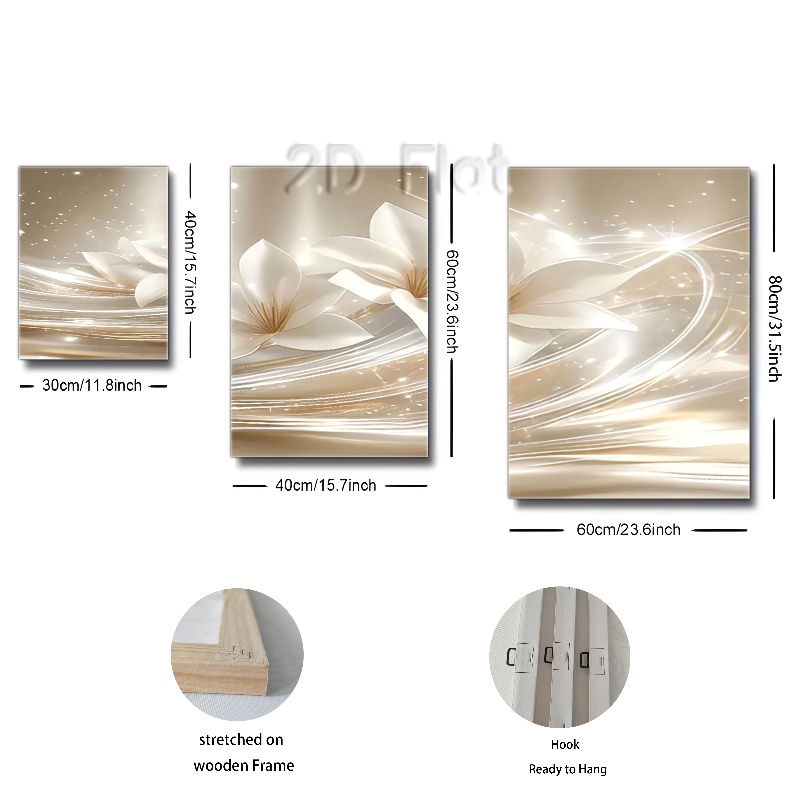 2D Flat
40cm/15.7inch
30cm/11.8inch
60cm/23.6inch
40cm/15.7inch
80cm/31.5inch
60cm/23.6inch
stretched on
wooden Frame
Hook
Ready to Hang